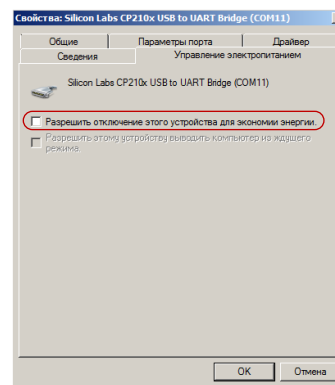 Свойства: Silicon Labs CP210x USB to UART Bridge (COM11)
Общие Параметры порта Драйвер
Сведения Управление электропитанием
Silicon Labs CP210x USB to UART Bridge (COM11)
Разрешить отключение этого устройства для экономии энергии.
Разрешить этому устройству выводить компьютер из ждущего
режима.
OK Отмена